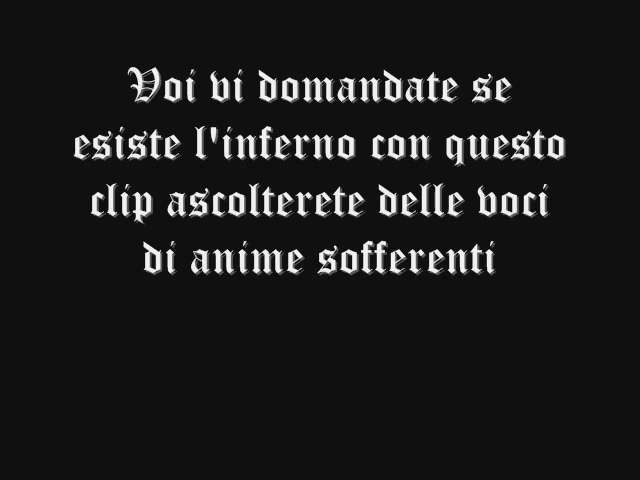 Voi vi domandate se
esiste l'inferno con questo
clip ascolterete delle voci
di anime sofferenti